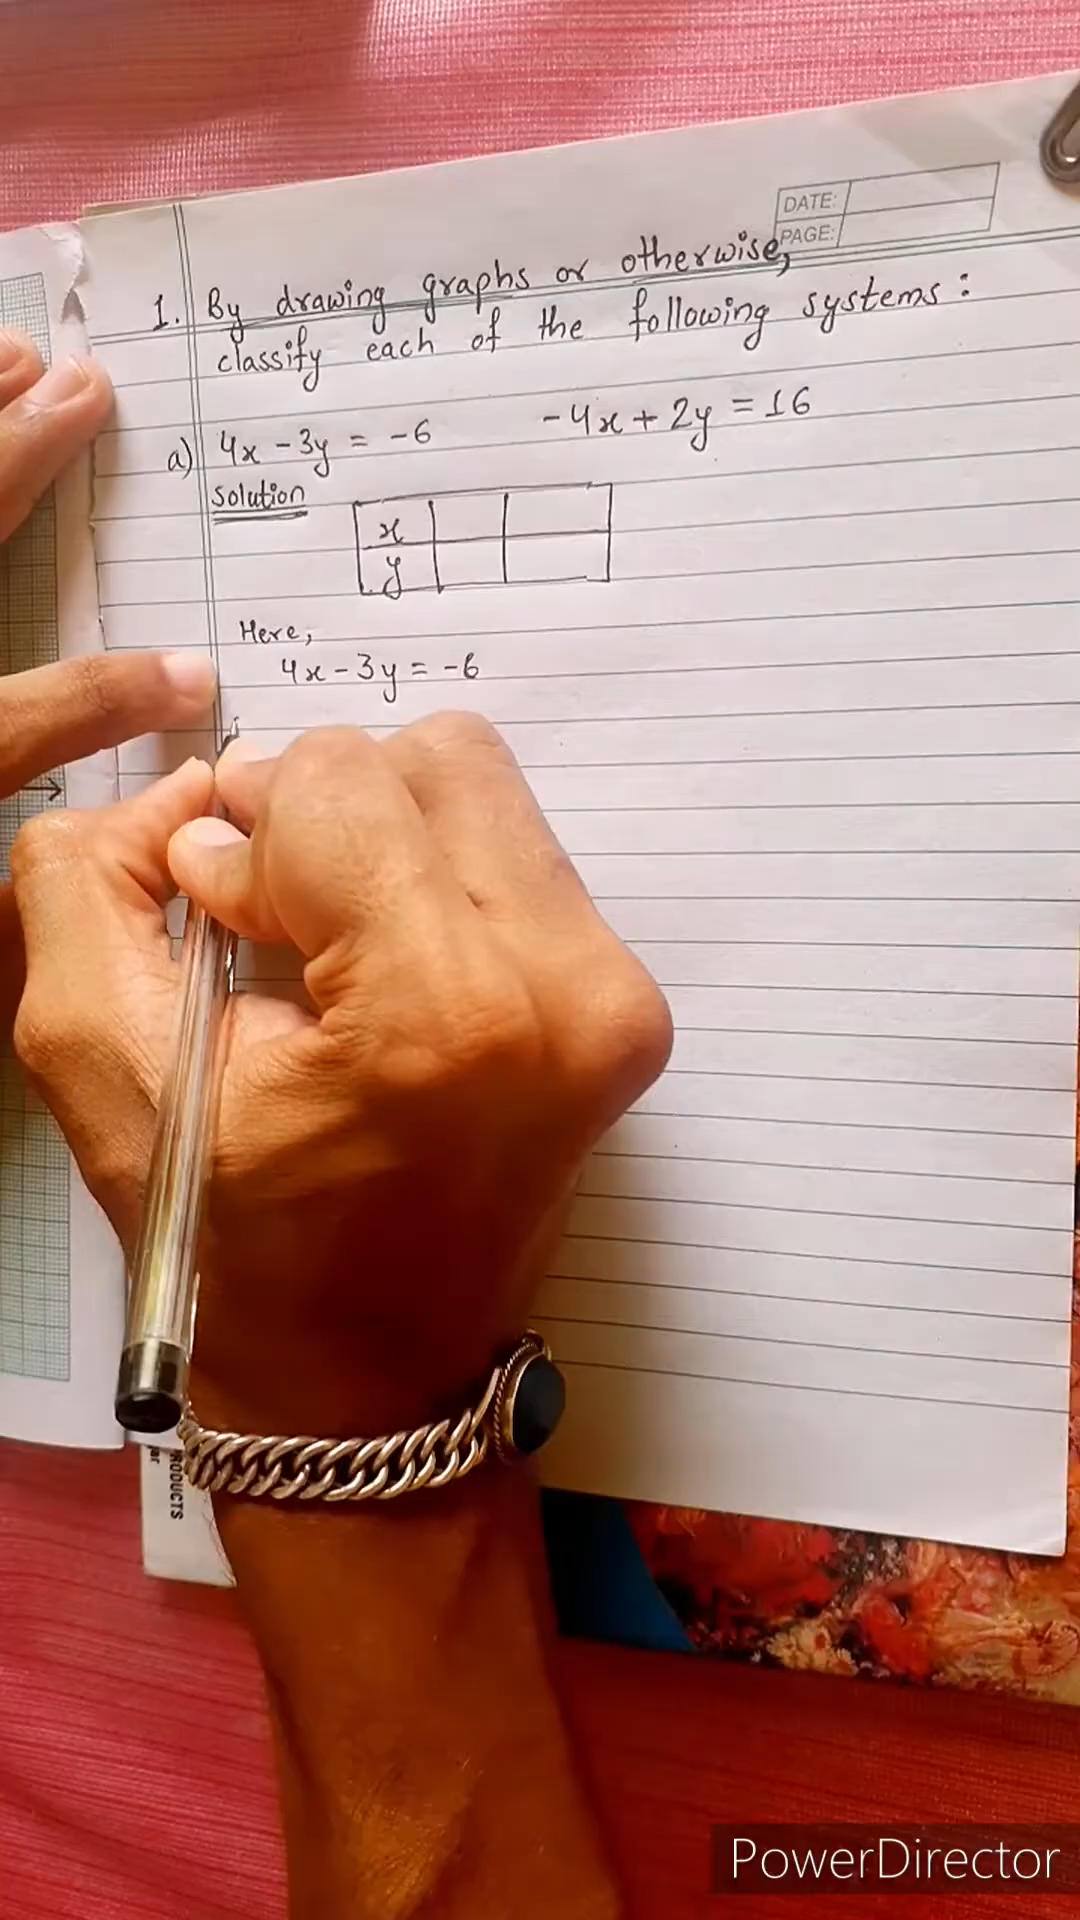 DATE:
PAGE:
1. By drawing graphs or otherwise,
classify each of the following systems:
a) 4x - 3y = -6 -4x + 2y = 16
Solution
x
y
Here,
4x - 3y = -6
RODUCTS
PowerDirector